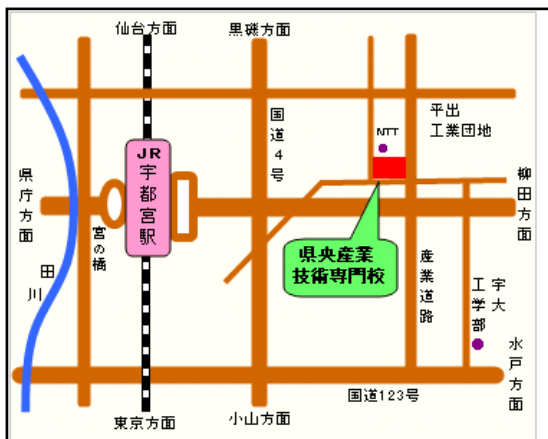 仙台方面
黒磯方面
国道4号
平出
工業団地
NTT
JR
宇都宮駅
県庁方面
柳田方面
宮の橋
田川
県央産業
技術専門校
産業道路
宇大
工学部
水戸方面
国道123号
東京方面
小山方面